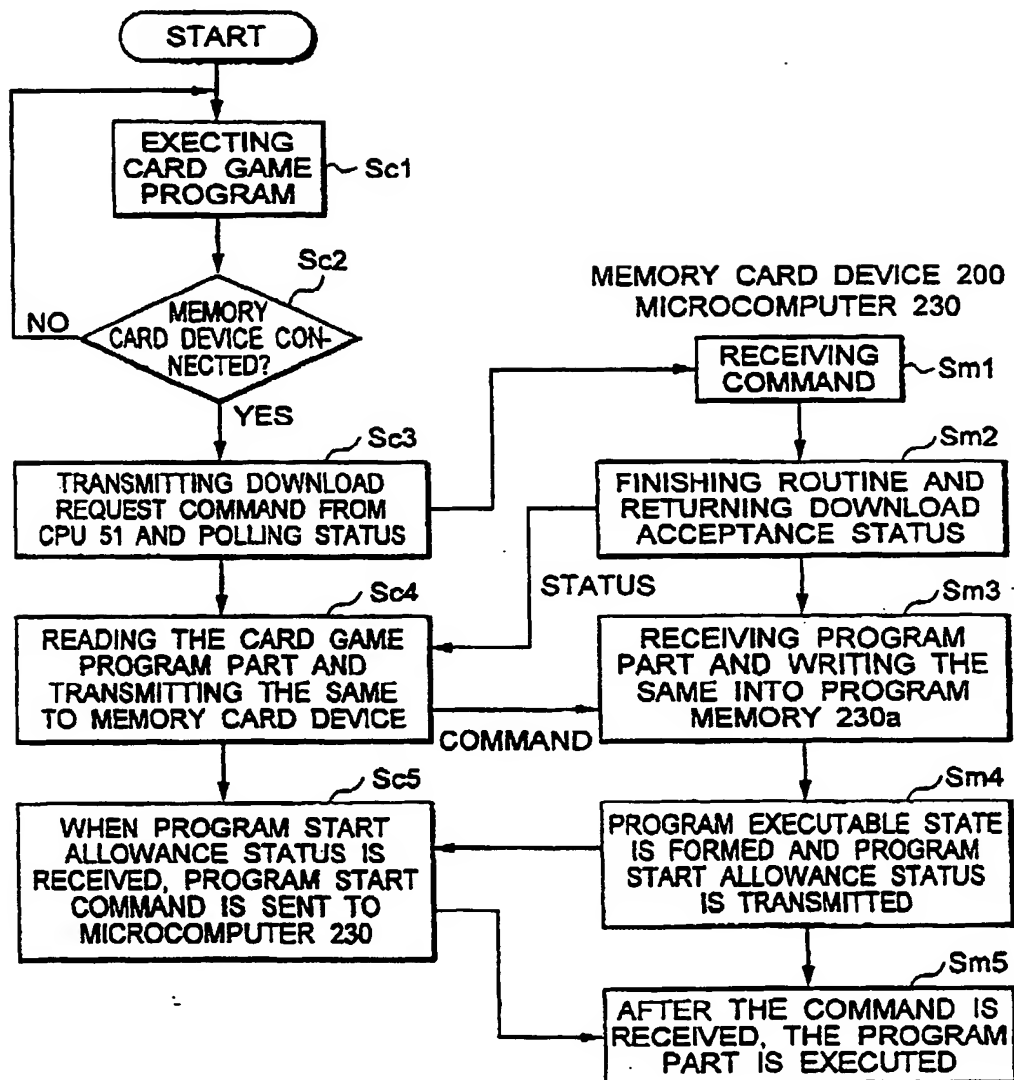 START
EXECTING
CARD GAME
PROGRAM
Sc1
Sc2
MEMORY
CARD DEVICE CON-
NECTED?
NO
YES
Sc3
TRANSMITTING DOWNLOAD
REQUEST COMMAND FROM
CPU 51 AND POLLING STATUS
Sc4
READING THE CARD GAME
PROGRAM PART AND
TRANSMITTING THE SAME
TO MEMORY CARD DEVICE
Sc5
WHEN PROGRAM START
ALLOWANCE STATUS IS
RECEIVED, PROGRAM START
COMMAND IS SENT TO
MICROCOMPUTER 230
MEMORY CARD DEVICE 200
MICROCOMPUTER 230
RECEIVING
COMMAND
Sm1
Sm2
FINISHING ROUTINE AND
RETURNING DOWNLOAD
ACCEPTANCE STATUS
STATUS
Sm3
RECEIVING PROGRAM
PART AND WRITING THE
SAME INTO PROGRAM
MEMORY 230a
COMMAND
Sm4
PROGRAM EXECUTABLE STATE
IS FORMED AND PROGRAM
START ALLOWANCE STATUS
IS TRANSMITTED
Sm5
AFTER THE COMMAND IS
RECEIVED, THE PROGRAM
PART IS EXECUTED